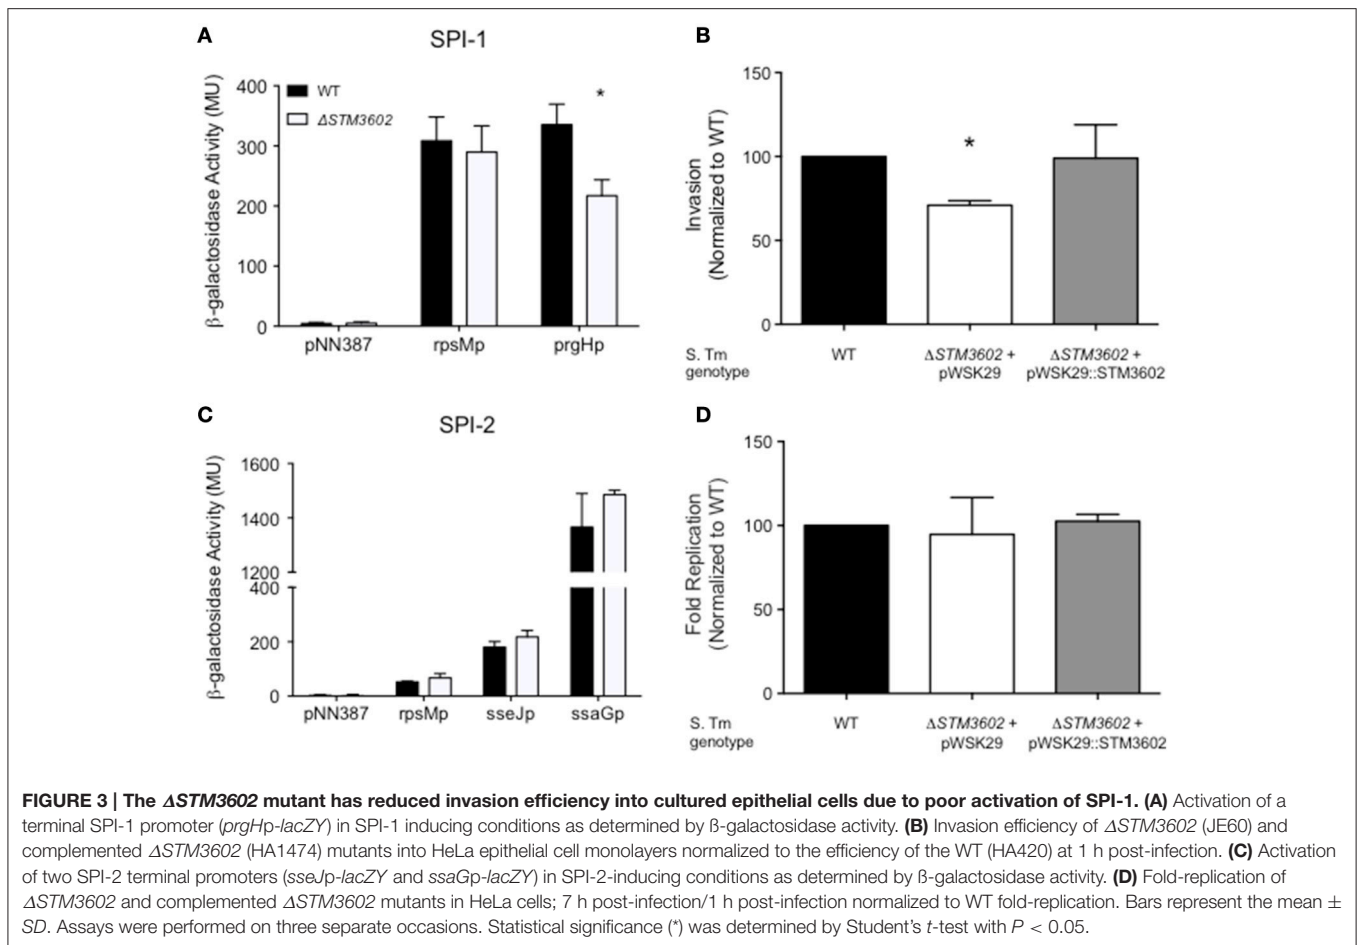 A
SPI-1
β-galactosidase Activity (MU)
400
300
200
100
0
WT
ΔSTM3602
*
pNN387 rpsMp prgHp
B
Invasion
(Normalized to WT)
150
100
50
0
*
S. Tm
genotype
WT
ΔSTM3602 +
pWSK29
ΔSTM3602 +
pWSK29::STM3602
C
SPI-2
β-galactosidase Activity (MU)
1600
1400
1200
400
200
0
pNN387 rpsMp sseJp ssaGp
D
Fold Replication
(Normalized to WT)
150
100
50
0
S. Tm
genotype
WT
ΔSTM3602 +
pWSK29
ΔSTM3602 +
pWSK29::STM3602
FIGURE 3 | The ΔSTM3602 mutant has reduced invasion efficiency into cultured epithelial cells due to poor activation of SPI-1. (A) Activation of a
terminal SPI-1 promoter (prgHp-lacZY) in SPI-1 inducing conditions as determined by ß-galactosidase activity. (B) Invasion efficiency of ΔSTM3602 (JE60) and
complemented ΔSTM3602 (HA1474) mutants into HeLa epithelial cell monolayers normalized to the efficiency of the WT (HA420) at 1 h post-infection. (C) Activation
of two SPI-2 terminal promoters (sseJp-lacZY and ssaGp-lacZY) in SPI-2-inducing conditions as determined by ß-galactosidase activity. (D) Fold-replication of
ΔSTM3602 and complemented ΔSTM3602 mutants in HeLa cells; 7 h post-infection/1 h post-infection normalized to WT fold-replication. Bars represent the mean ±
SD. Assays were performed on three separate occasions. Statistical significance (*) was determined by Student's t-test with P < 0.05.